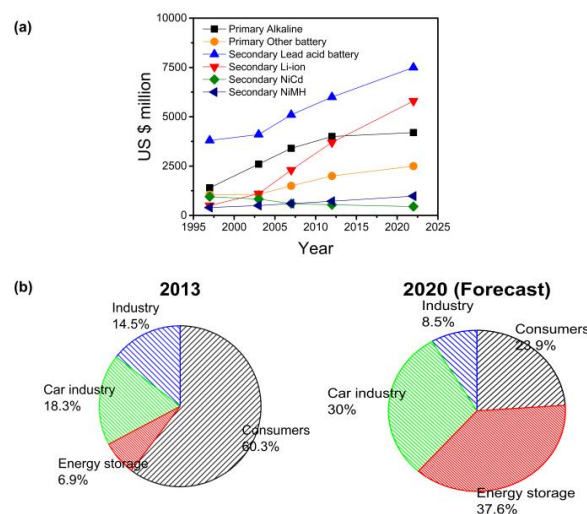 (a)
Primary Alkaline
Primary Other battery
Secondary Lead acid battery
Secondary Li-ion
Secondary NiCd
Secondary NiMH
10000
7500
5000
2500
0
US $ million
1995 2000 2005 2010 2015 2020 2025
Year
(b)
2013
Industry
14.5%
Car industry
18.3%
Energy storage
6.9%
Consumers
60.3%
2020 (Forecast)
Industry
8.5%
Consumers
23.9%
Car industry
30%
Energy storage
37.6%